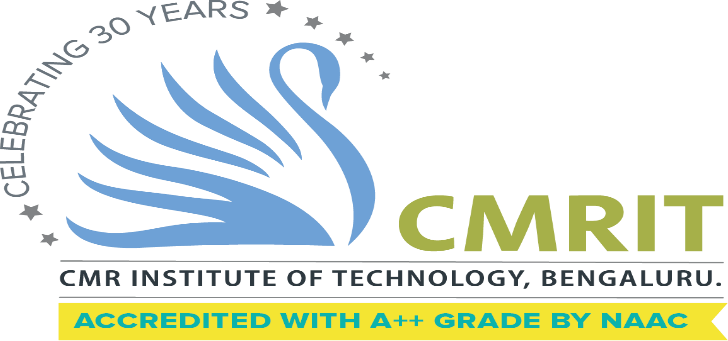 CELEBRATING 30 YEARS
CMRIT
CMR INSTITUTE OF TECHNOLOGY, BENGALURU.
ACCREDITED WITH A++ GRADE BY NAAC